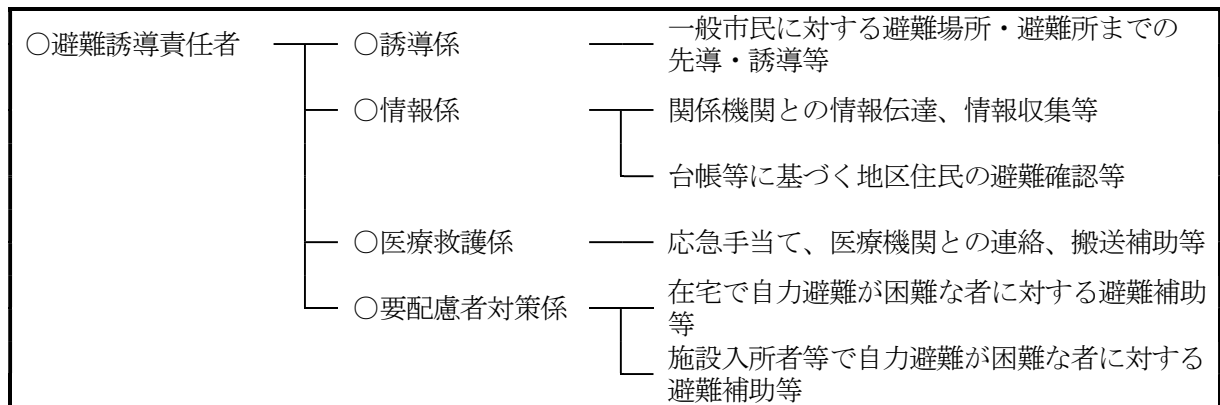 ○避難誘導責任者
○誘導係
一般市民に対する避難場所・避難所までの
先導・誘導等
○情報係
関係機関との情報伝達、情報収集等
台帳等に基づく地区住民の避難確認等
○医療救護係
応急手当て、医療機関との連絡、搬送補助等
○要配慮者対策係
在宅で自力避難が困難な者に対する避難補助
等
施設入所者等で自力避難が困難な者に対する
避難補助等